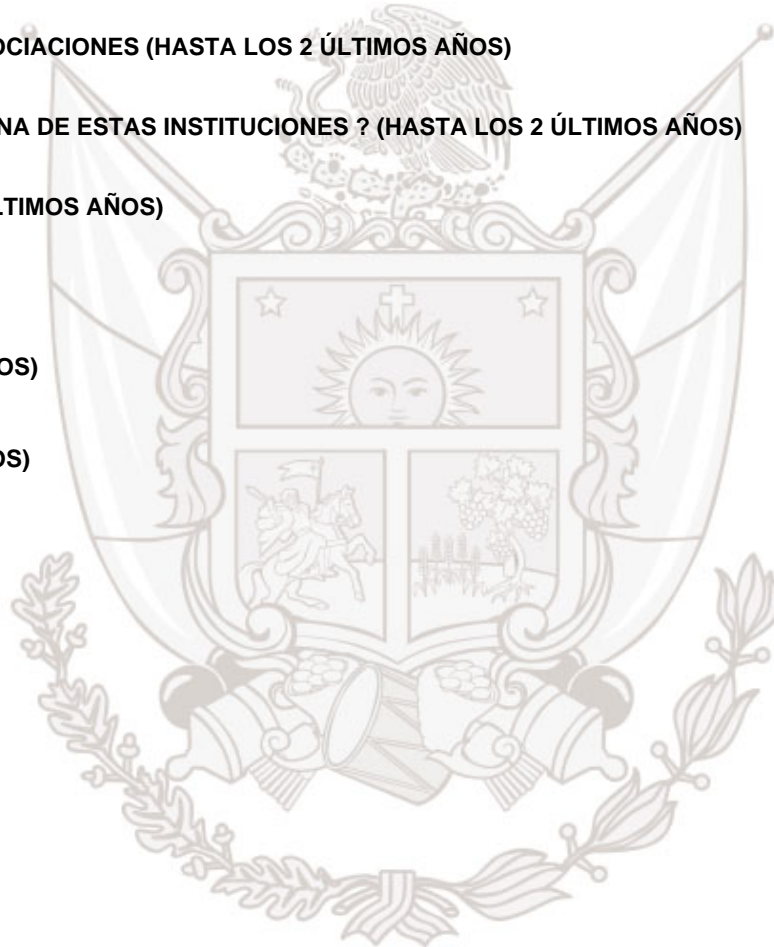 OCIACIONES (HASTA LOS 2 ÚLTIMOS AÑOS)
NA DE ESTAS INSTITUCIONES ? (HASTA LOS 2 ÚLTIMOS AÑOS)
LTIMOS AÑOS)
OS)
OS)